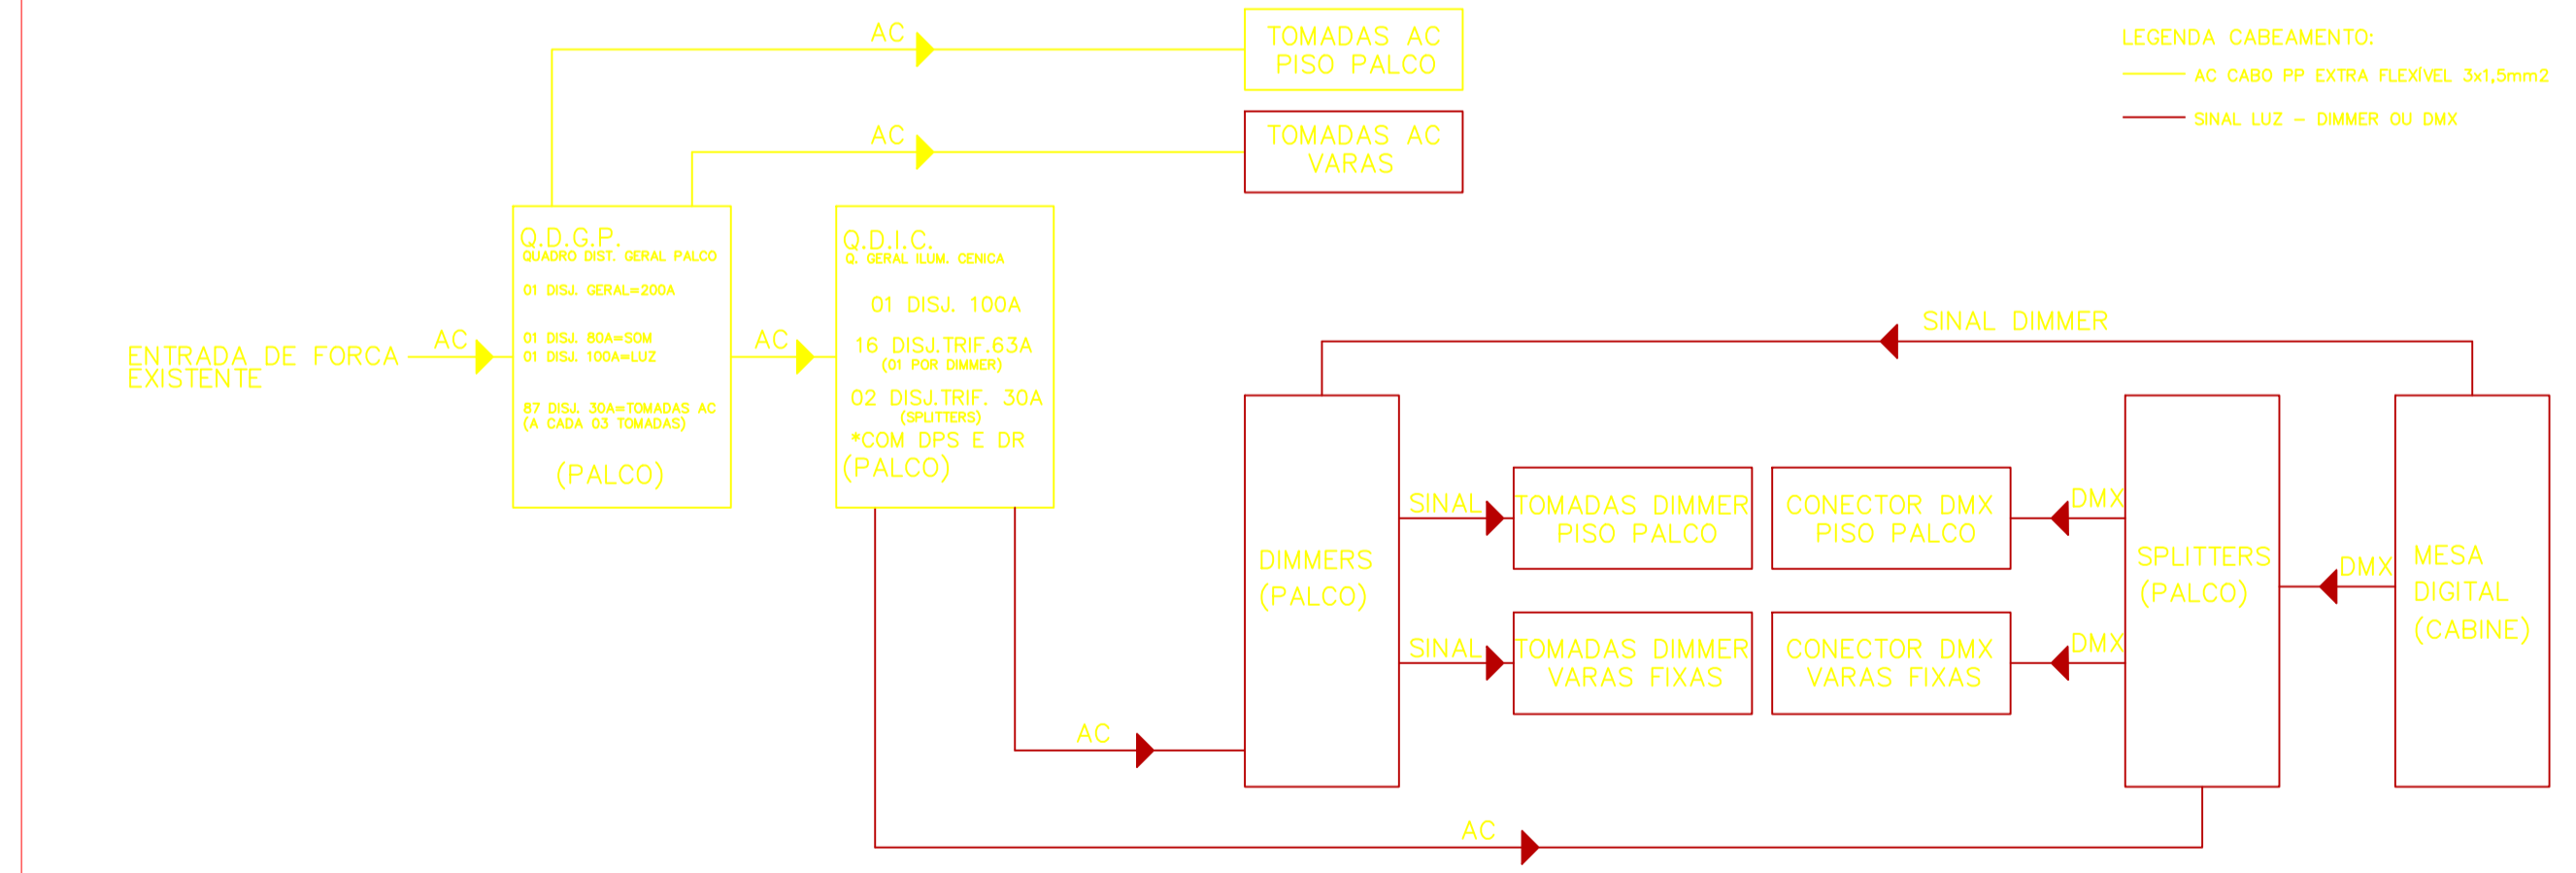 AC
TOMADAS AC
PISO PALCO
LEGENDA CABEAMENTO:
AC CABO PP EXTRA FLEXÍVEL 3x1,5mm2
SINAL LUZ – DIMMER OU DMX
AC
TOMADAS AC
VARAS
ENTRADA DE FORCA
EXISTENTE
AC
Q.D.G.P.
QUADRO DIST. GERAL PALCO
01 DISJ. GERAL=200A
01 DISJ. 80A=SOM
01 DISJ. 100A=LUZ
87 DISJ. 30A=TOMADAS AC
(A CADA 03 TOMADAS)
(PALCO)
AC
Q.D.I.C.
Q. GERAL ILUM. CENICA
01 DISJ. 100A
16 DISJ.TRIF.63A
(01 POR DIMMER)
02 DISJ.TRIF. 30A
(SPLITTERS)
*COM DPS E DR
(PALCO)
SINAL DIMMER
DIMMERS
(PALCO)
SINAL
TOMADAS DIMMER
PISO PALCO
CONECTOR DMX
PISO PALCO
DMX
SINAL
TOMADAS DIMMER
VARAS FIXAS
CONECTOR DMX
VARAS FIXAS
DMX
SPLITTERS
(PALCO)
DMX
MESA
DIGITAL
(CABINE)
AC
AC